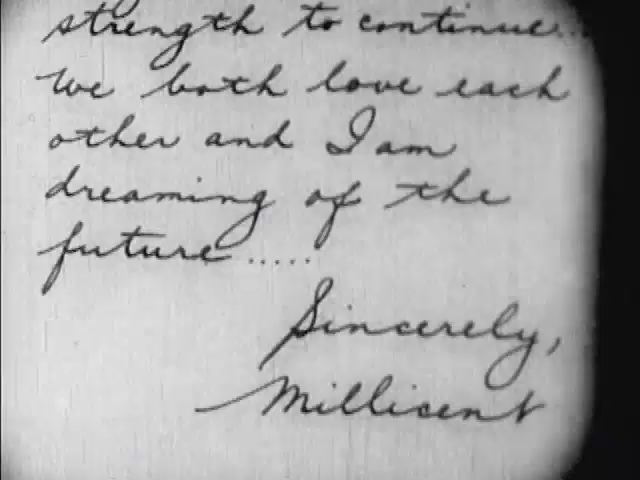 strength to continue...
We both love each
other and I am
dreaming of the
future.....
Sincerely,
Millicent